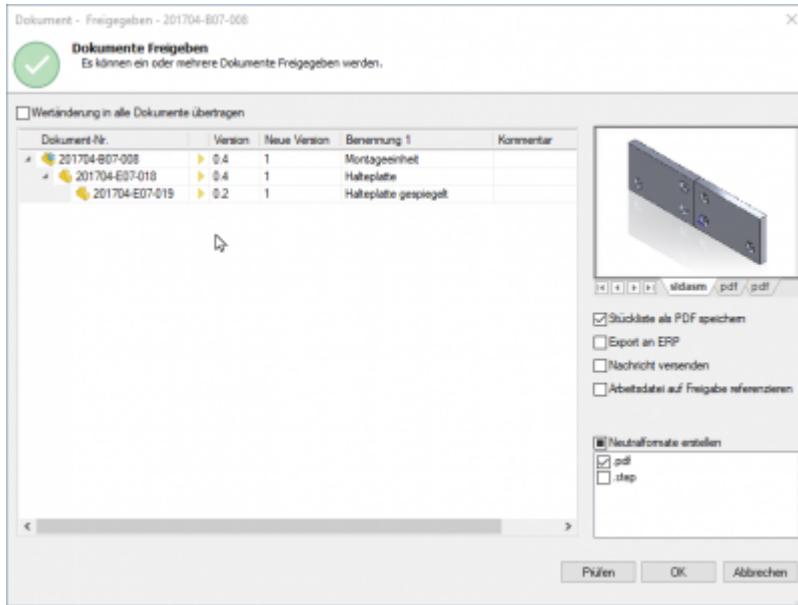 Dokument - Freigegeben - 201704-B07-008
Dokumente Freigeben
Es können ein oder mehrere Dokumente Freigegeben werden.
Wertänderung in alle Dokumente übertragen
Dokument-Nr. Version Neue Version Benennung 1 Kommentar
201704-B07-008 0.4 1 Montageeinheit
201704-E07-018 0.4 1 Halteplatte
201704-E07-019 0.2 1 Halteplatte gespiegelt
sldasm pdf pdf
Stückliste als PDF speichern
Export an ERP
Nachricht versenden
Arbeitsdatei auf Freigabe referenzieren
Neutralformate erstellen
.pdf
.step
Prüfen OK Abbrechen